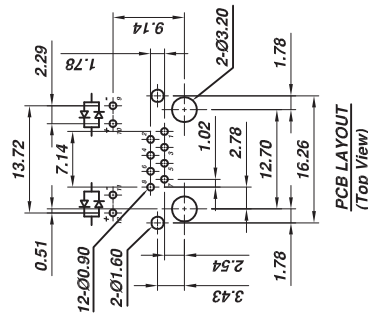 9.14
1.78
2.29
13.72
7.14
0.51
2-Ø3.20
1.78
1.02
2.78
12.70
16.26
12-Ø0.90
2-Ø1.60
2.54
3.43
1.78
PCB LAYOUT
(Top View)